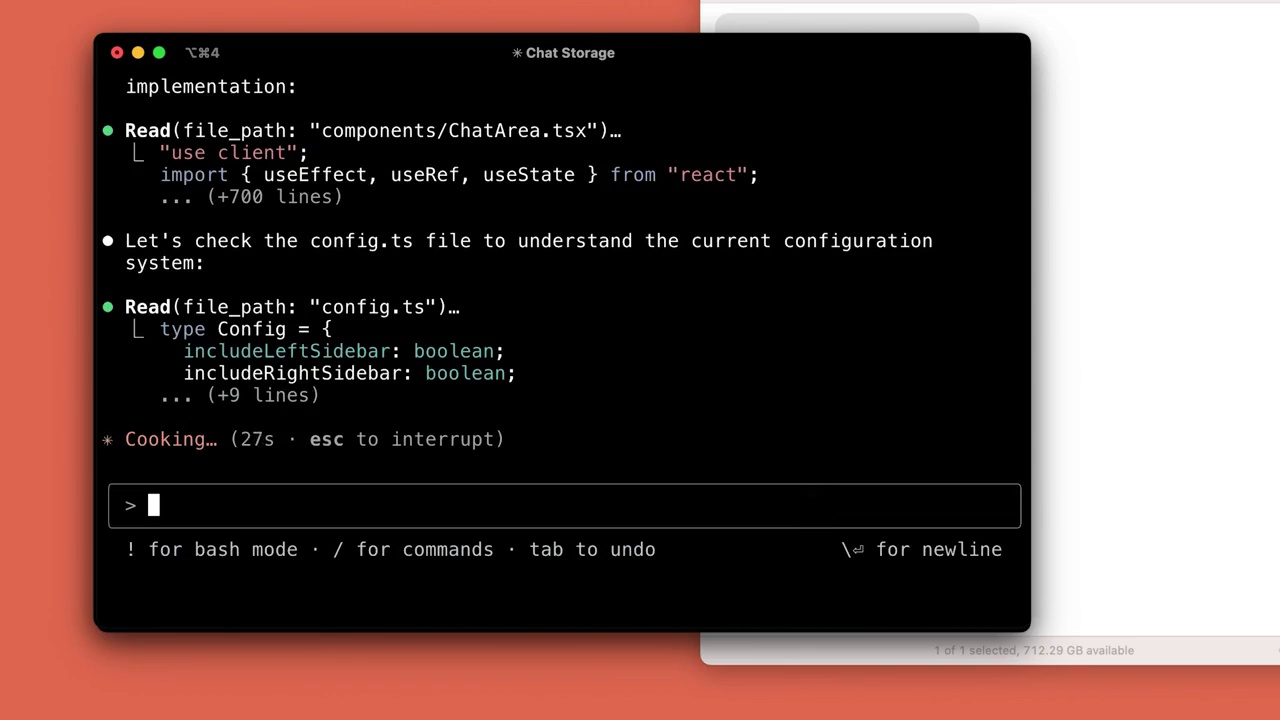 ⌥⌘4
✳ Chat Storage
implementation:
● Read(file_path: "components/ChatArea.tsx")…
⎿ "use client";
import { useEffect, useRef, useState } from "react";
... (+700 lines)
● Let's check the config.ts file to understand the current configuration
system:
● Read(file_path: "config.ts")…
⎿ type Config = {
includeLeftSidebar: boolean;
includeRightSidebar: boolean;
... (+9 lines)
✳ Cooking… (27s · esc to interrupt)
>
! for bash mode · / for commands · tab to undo
\⏎ for newline
1 of 1 selected, 712.29 GB available